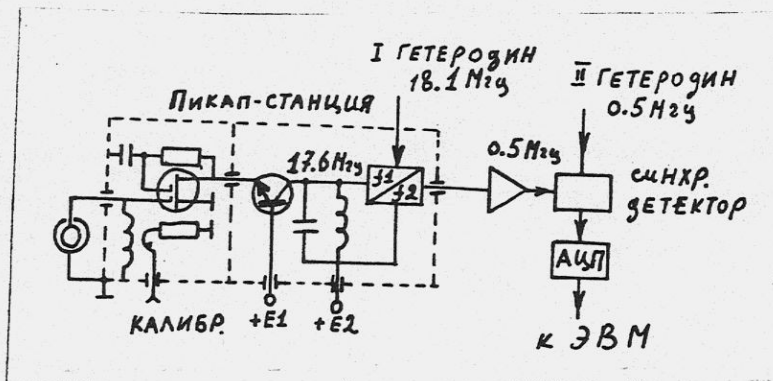 I ГЕТЕРОДИН
18.1 Мгц
II ГЕТЕРОДИН
0.5 Мгц
ПИКАП-СТАНЦИЯ
17.6 Мгц
f1
f2
0.5 Мгц
СИНХР.
ДЕТЕКТОР
АЦП
КАЛИБР.
+E1
+E2
К ЭВМ